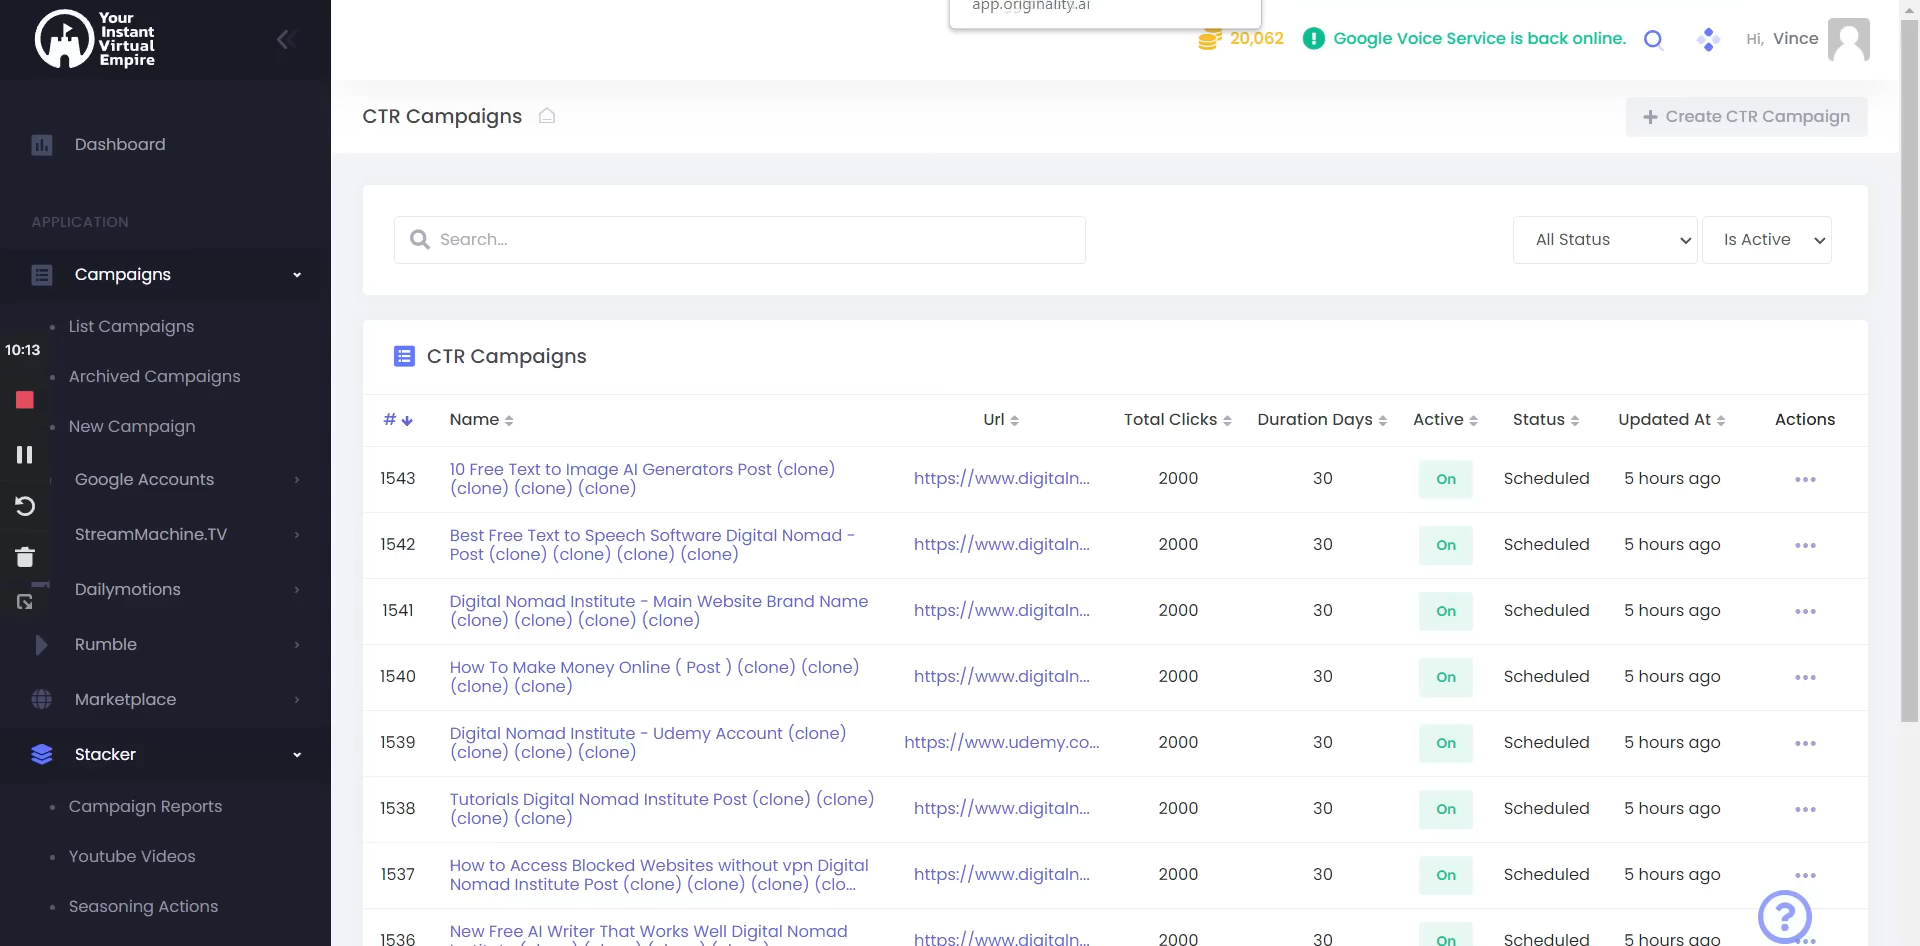 app.originality.ai
Your
Instant
Virtual
Empire
20,062
Google Voice Service is back online.
Hi, Vince
CTR Campaigns
+ Create CTR Campaign
Dashboard
APPLICATION
Campaigns
List Campaigns
Archived Campaigns
New Campaign
Google Accounts
StreamMachine.TV
Dailymotions
Rumble
Marketplace
Stacker
Campaign Reports
Youtube Videos
Seasoning Actions
10:13
Search...
All Status
Is Active
CTR Campaigns
# Name Url Total Clicks Duration Days Active Status Updated At Actions
1543 10 Free Text to Image AI Generators Post (clone) https://www.digitaln... 2000 30 On Scheduled 5 hours ago ...
(clone) (clone) (clone)
1542 Best Free Text to Speech Software Digital Nomad - https://www.digitaln... 2000 30 On Scheduled 5 hours ago ...
Post (clone) (clone) (clone) (clone)
1541 Digital Nomad Institute - Main Website Brand Name https://www.digitaln... 2000 30 On Scheduled 5 hours ago ...
(clone) (clone) (clone) (clone)
1540 How To Make Money Online ( Post ) (clone) (clone) https://www.digitaln... 2000 30 On Scheduled 5 hours ago ...
(clone) (clone)
1539 Digital Nomad Institute - Udemy Account (clone) https://www.udemy.co... 2000 30 On Scheduled 5 hours ago ...
(clone) (clone) (clone)
1538 Tutorials Digital Nomad Institute Post (clone) (clone) https://www.digitaln... 2000 30 On Scheduled 5 hours ago ...
(clone) (clone)
1537 How to Access Blocked Websites without vpn Digital https://www.digitaln... 2000 30 On Scheduled 5 hours ago ...
Nomad Institute Post (clone) (clone) (clone) (clo...
1536 New Free AI Writer That Works Well Digital Nomad https://www.digitaln... 2000 30 On Scheduled 5 hours ago